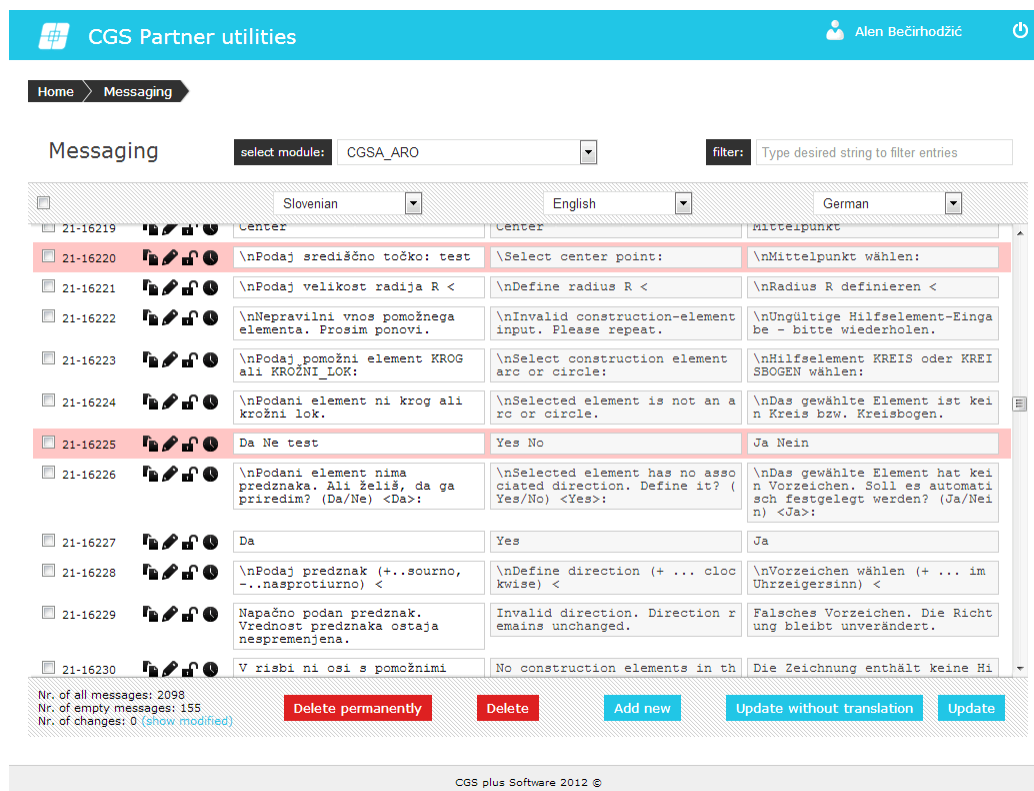 CGS Partner utilities
Alen Bečirhodžić
Home
Messaging
Messaging
select module:
CGSA_ARO
filter:
Type desired string to filter entries
Slovenian
English
German
21-16219
Center
Center
Mittelpunkt
21-16220
\nPodaj središčno točko: test
\Select center point:
\nMittelpunkt wählen:
21-16221
\nPodaj velikost radija R <
\nDefine radius R <
\nRadius R definieren <
21-16222
\nNepravilni vnos pomožnega
elementa. Prosim ponovi.
\nInvalid construction-element
input. Please repeat.
\nUngültige Hilfselement-Einga
be - bitte wiederholen.
21-16223
\nPodaj pomožni element KROG
ali KROŽNI_LOK:
\nSelect construction element
arc or circle:
\nHilfselement KREIS oder KREI
SBOGEN wählen:
21-16224
\nPodani element ni krog ali
krožni lok.
\nSelected element is not an a
rc or circle.
\nDas gewählte Element ist kei
n Kreis bzw. Kreisbogen.
21-16225
Da Ne test
Yes No
Ja Nein
21-16226
\nPodani element nima
predznaka. Ali želiš, da ga
priredim? (Da/Ne) <Da>:
\nSelected element has no asso
ciated direction. Define it? (
Yes/No) <Yes>:
\nDas gewählte Element hat kei
n Vorzeichen. Soll es automati
sch festgelegt werden? (Ja/Nei
n) <Ja>:
21-16227
Da
Yes
Ja
21-16228
\nPodaj predznak (+..sourno,
-..nasprotiurno) <
\nDefine direction (+ ... cloc
kwise) <
\nVorzeichen wählen (+ ... im
Uhrzeigersinn) <
21-16229
Napačno podan predznak.
Vrednost predznaka ostaja
nespremenjena.
Invalid direction. Direction r
emains unchanged.
Falsches Vorzeichen. Die Richt
ung bleibt unverändert.
21-16230
V risbi ni osi s pomožnimi
No construction elements in th
Die Zeichnung enthält keine Hi
Nr. of all messages: 2098
Nr. of empty messages: 155
Nr. of changes: 0 (show modified)
Delete permanently
Delete
Add new
Update without translation
Update
CGS plus Software 2012 ©